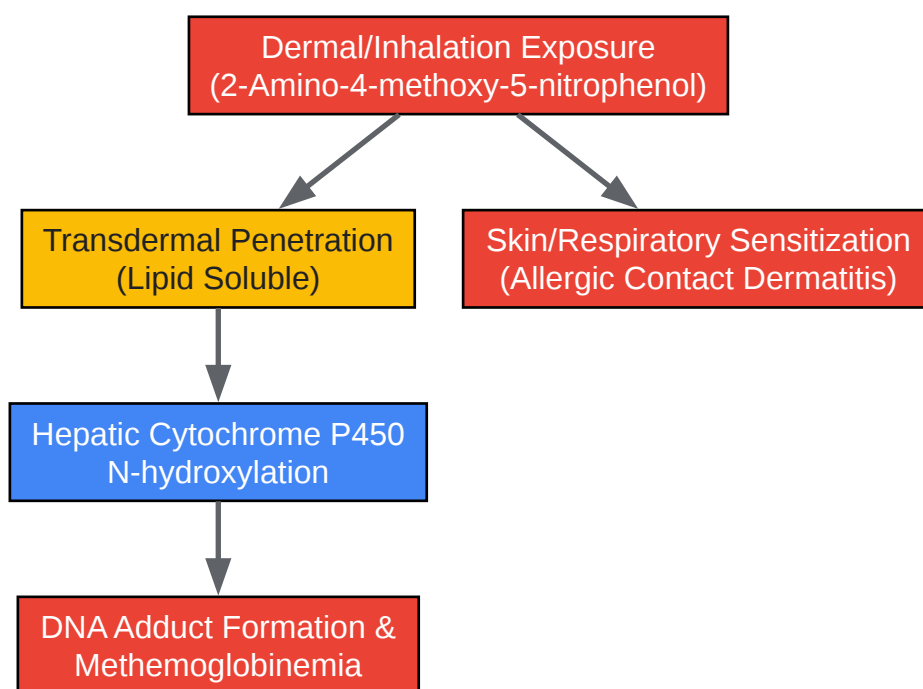 Dermal/Inhalation Exposure
(2-Amino-4-methoxy-5-nitrophenol)
Transdermal Penetration
(Lipid Soluble)
Skin/Respiratory Sensitization
(Allergic Contact Dermatitis)
Hepatic Cytochrome P450
N-hydroxylation
DNA Adduct Formation &
Methemoglobinemia